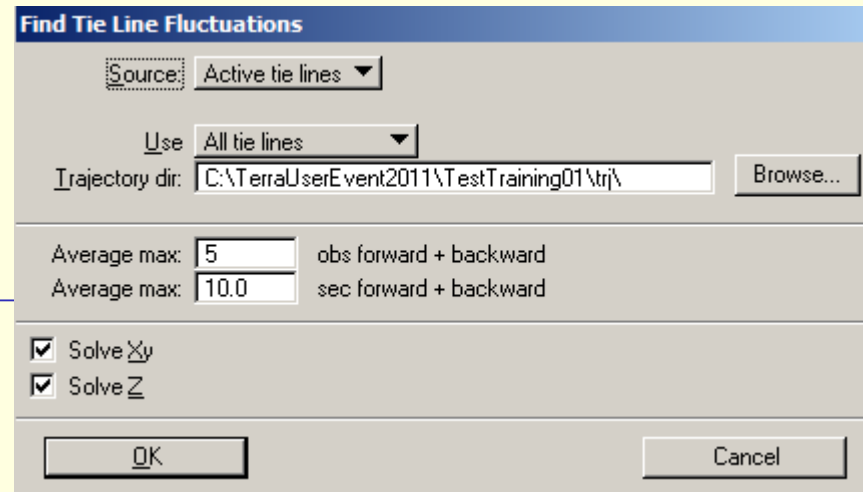 Find Tie Line Fluctuations
Source: Active tie lines
Use All tie lines
Trajectory dir: C:\TerraUserEvent2011\TestTraining01\trj\ Browse...
Average max: 5 obs forward + backward
Average max: 10.0 sec forward + backward
Solve Xy
Solve Z
OK Cancel